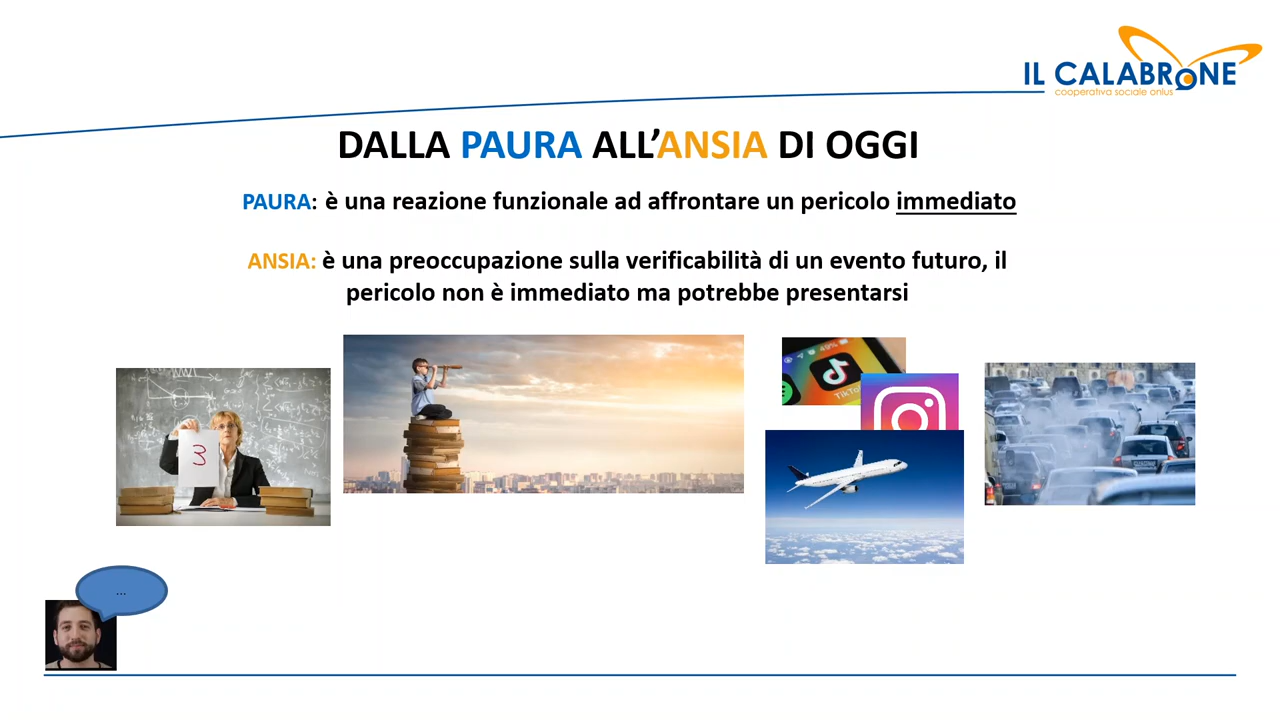 IL CALABRONE
cooperativa sociale onlus
DALLA PAURA ALL'ANSIA DI OGGI
PAURA: è una reazione funzionale ad affrontare un pericolo immediato
ANSIA: è una preoccupazione sulla verificabilità di un evento futuro, il
pericolo non è immediato ma potrebbe presentarsi
49%
TikTok
3
...